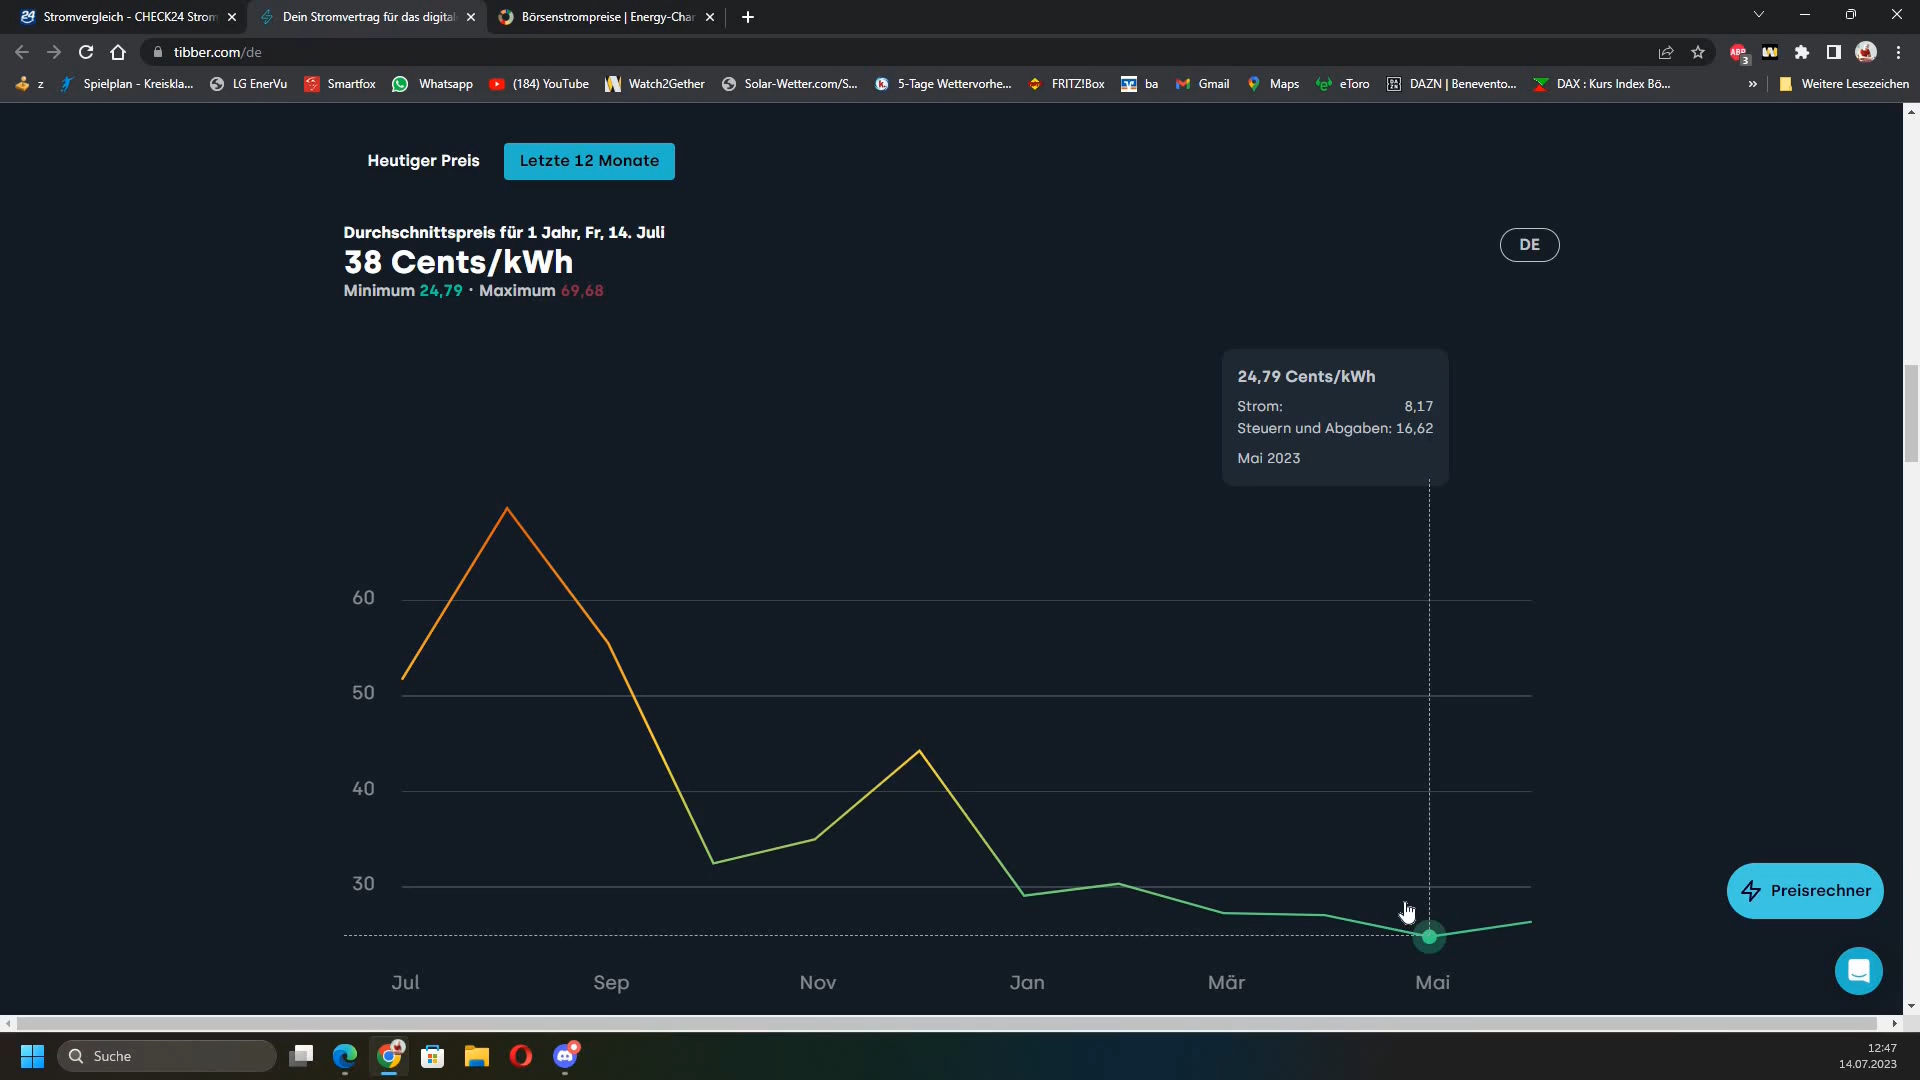 Stromvergleich - CHECK24 Strom
Dein Stromvertrag für das digital
Börsenstrompreise | Energy-Char
tibber.com/de
3
z
Spielplan - Kreiskla...
LG EnerVu
Smartfox
Whatsapp
(184) YouTube
Watch2Gether
Solar-Wetter.com/S...
5-Tage Wettervorhe...
FRITZ!Box
ba
Gmail
Maps
eToro
DAZN | Benevento...
DAX : Kurs Index Bö...
»
Weitere Lesezeichen
Heutiger Preis
Letzte 12 Monate
Durchschnittspreis für 1 Jahr, Fr, 14. Juli
38 Cents/kWh
Minimum 24,79 · Maximum 69,68
DE
24,79 Cents/kWh
Strom: 8,17
Steuern und Abgaben: 16,62
Mai 2023
60
50
40
30
Jul
Sep
Nov
Jan
Mär
Mai
Preisrechner
Suche
12:47
14.07.2023